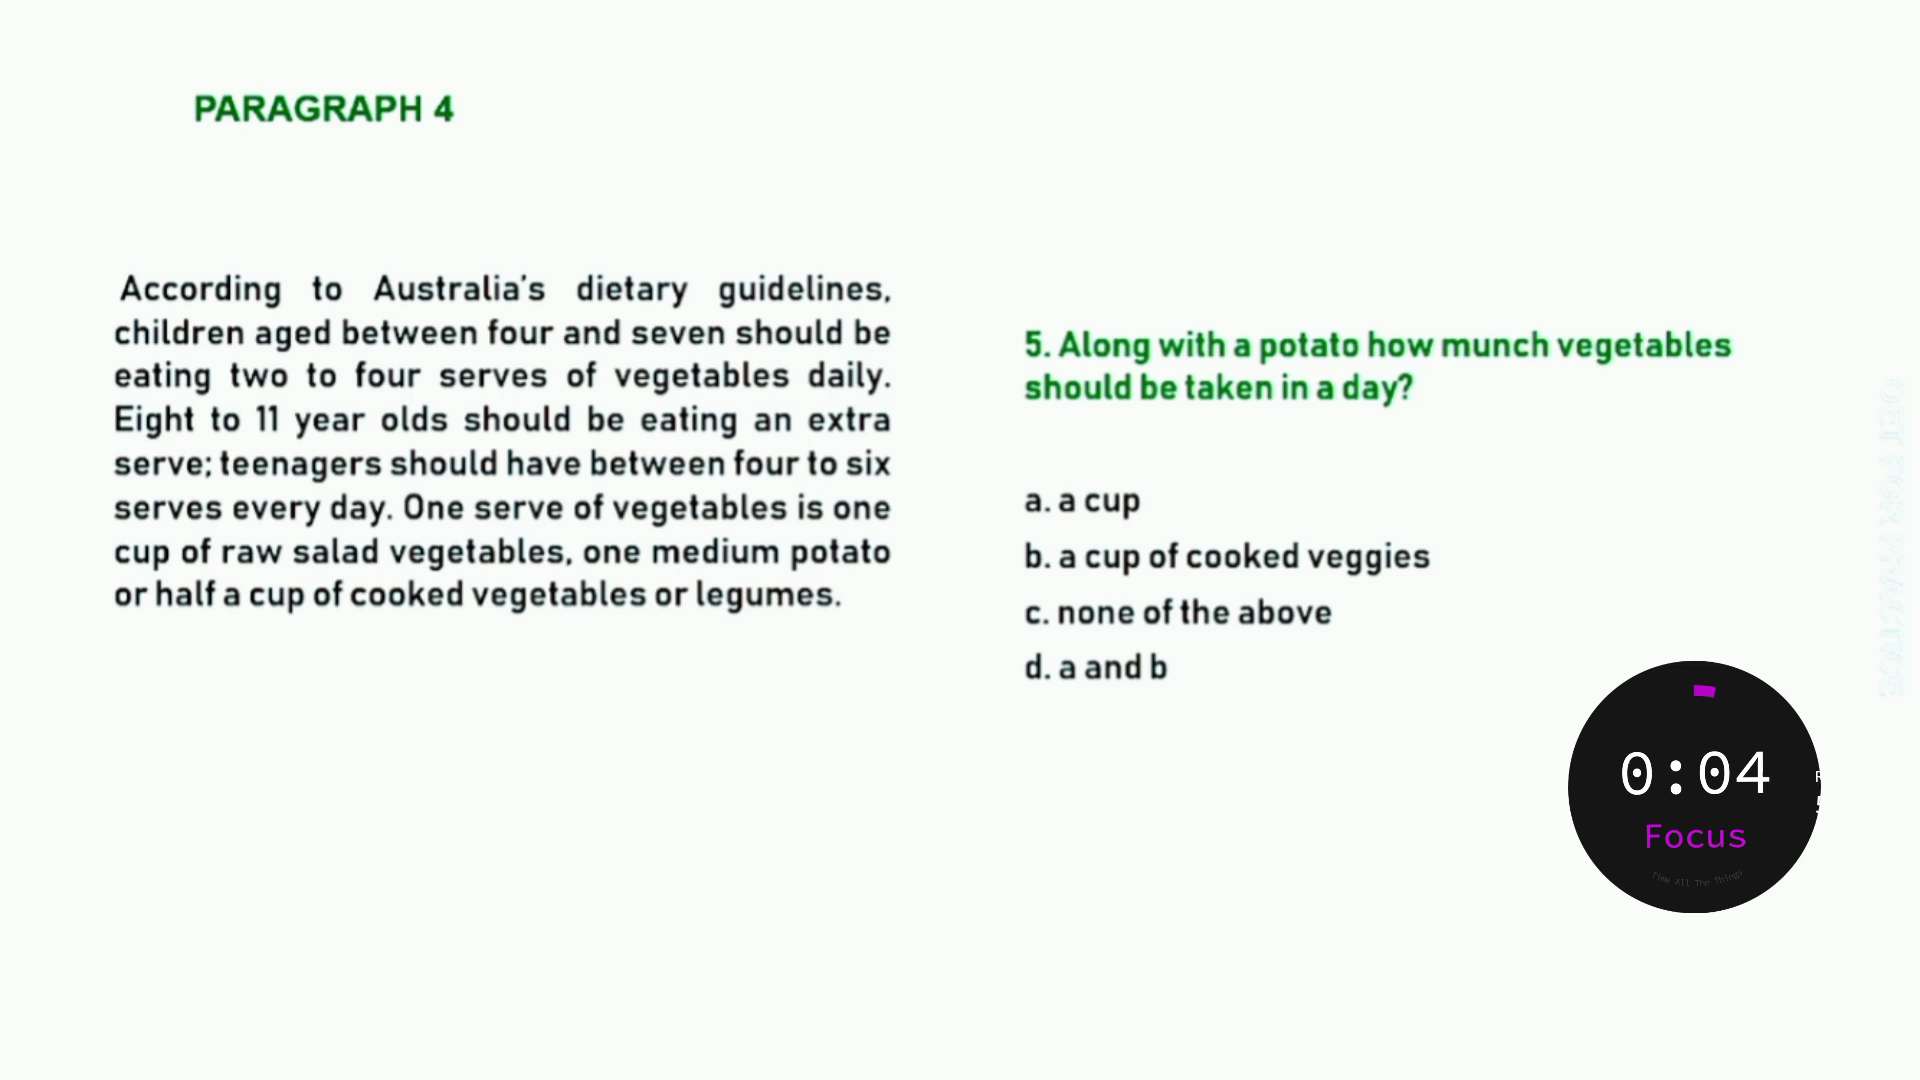 PARAGRAPH 4
According to Australia's dietary guidelines,
children aged between four and seven should be
eating two to four serves of vegetables daily.
Eight to 11 year olds should be eating an extra
serve; teenagers should have between four to six
serves every day. One serve of vegetables is one
cup of raw salad vegetables, one medium potato
or half a cup of cooked vegetables or legumes.
5. Along with a potato how munch vegetables
should be taken in a day?
a. a cup
b. a cup of cooked veggies
c. none of the above
d. a and b
0:04
Focus
Time All The Things